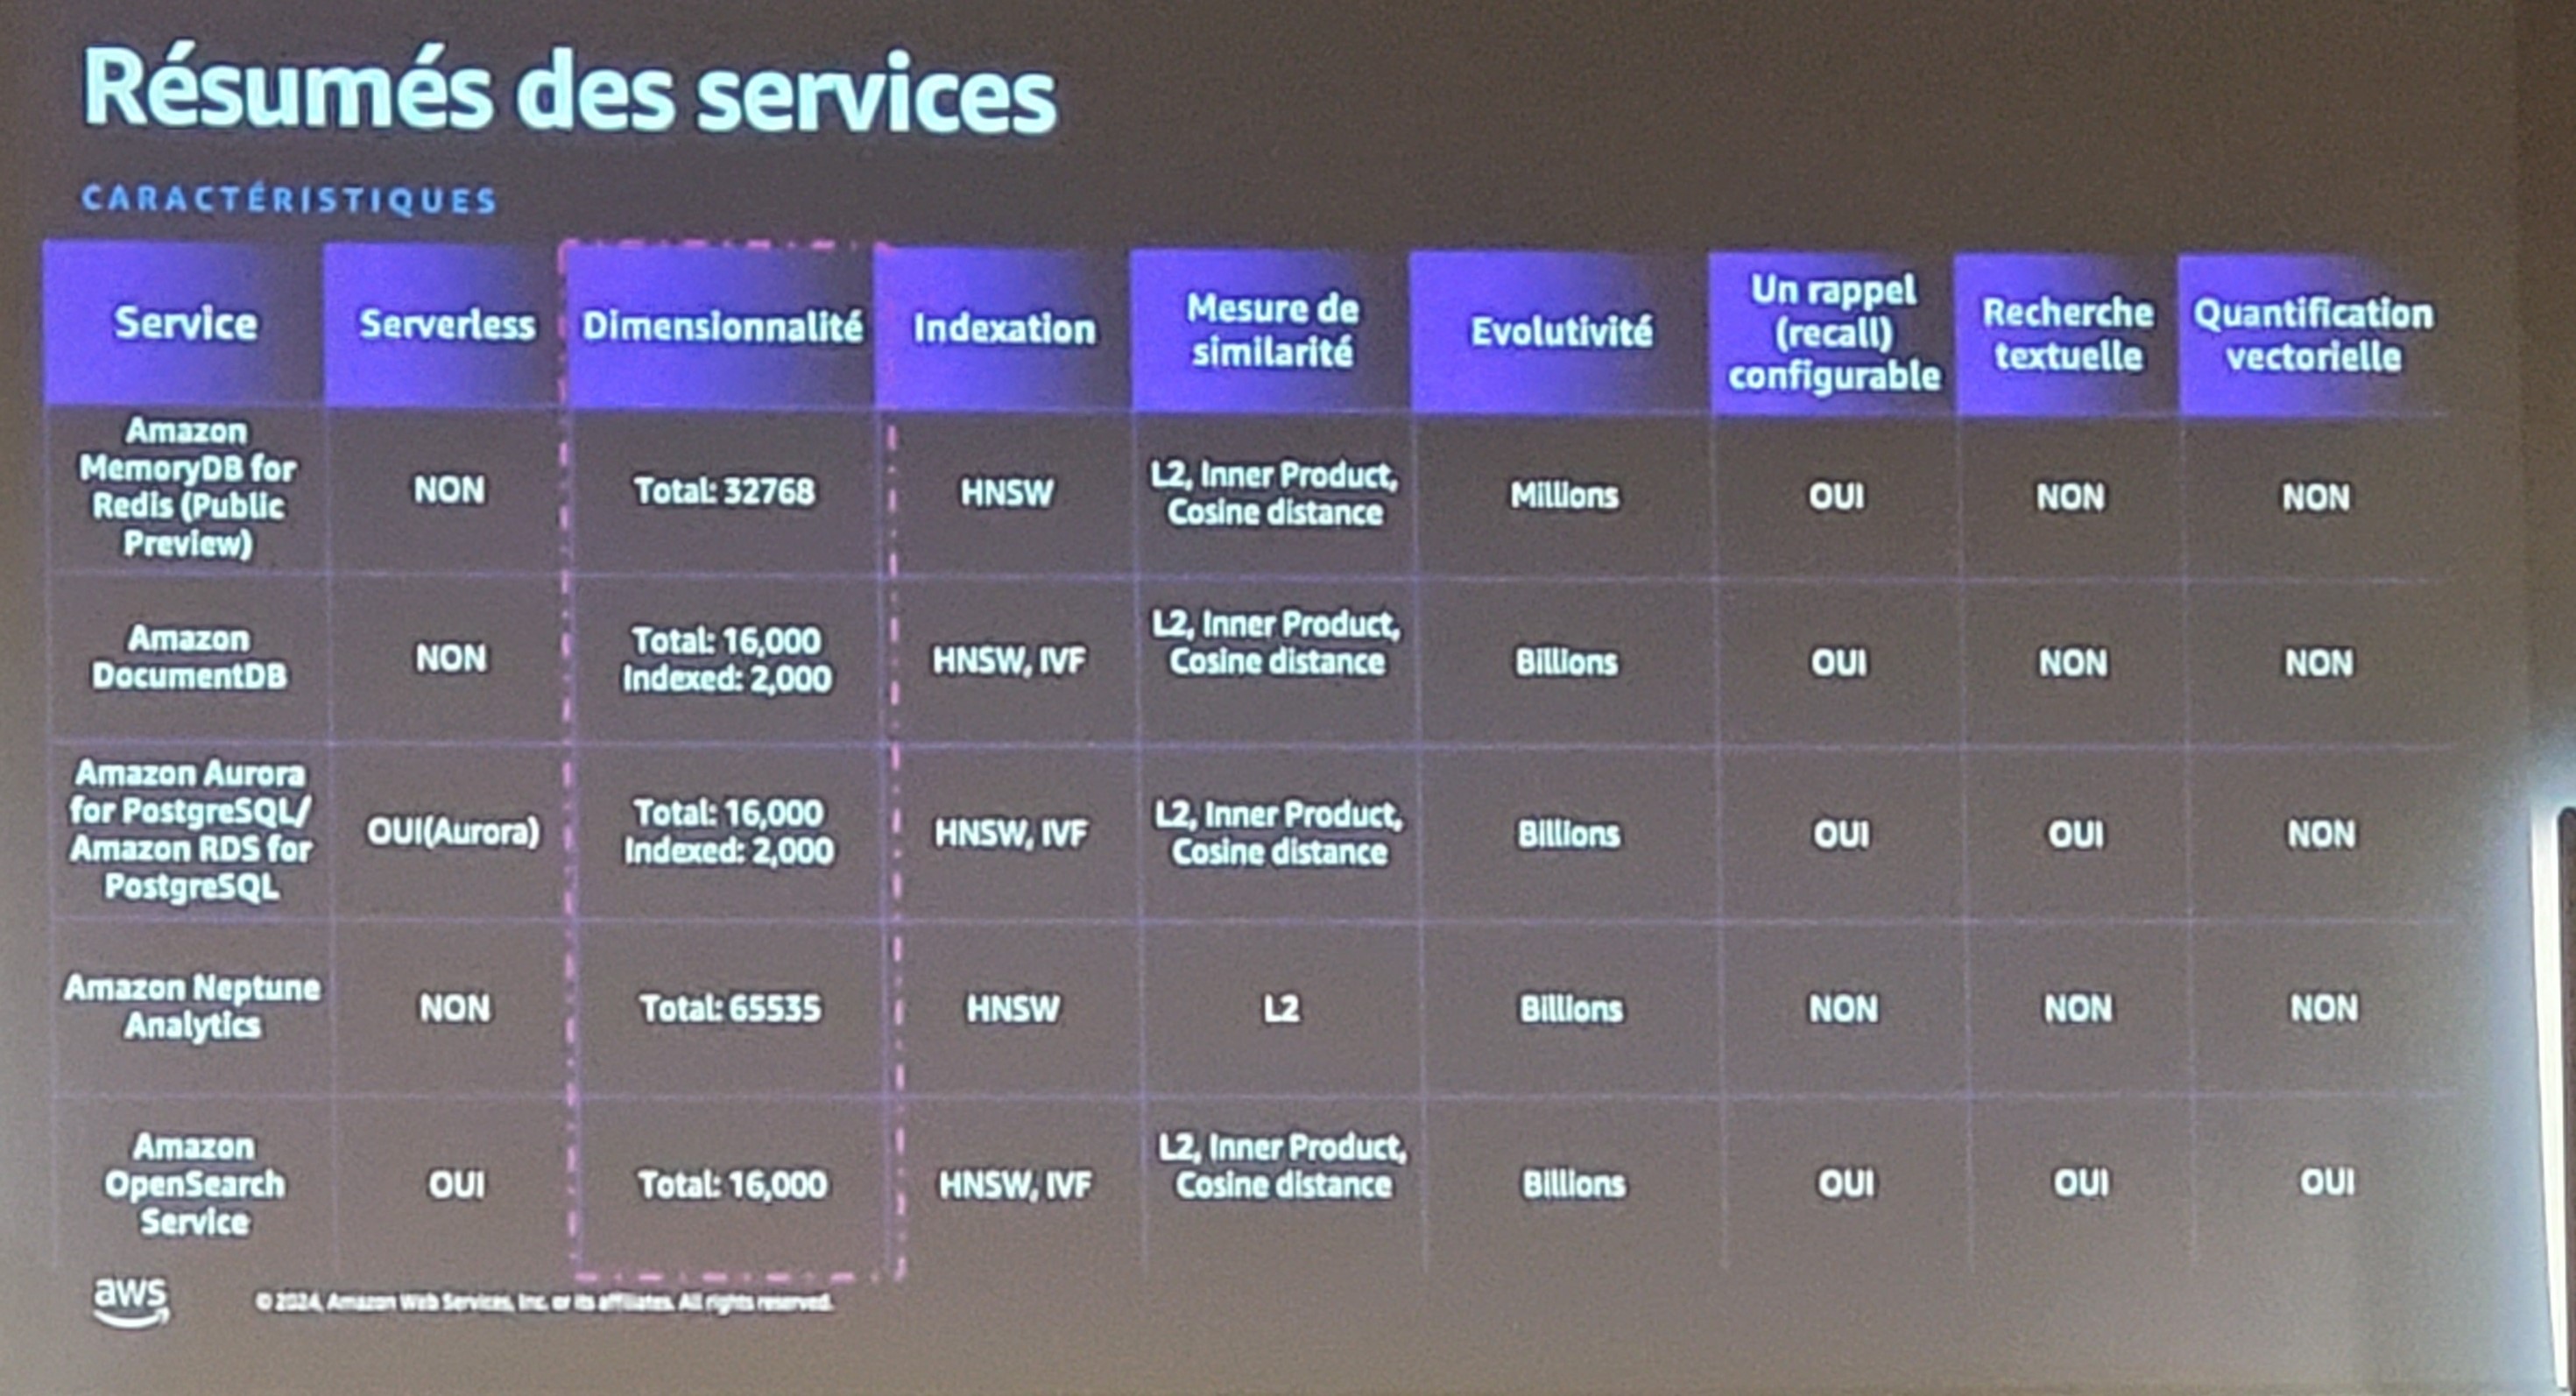 Résumés des services
CARACTÉRISTIQUES
Service
Serverless
Dimensionnalité
Indexation
Mesure de
similarité
Evolutivité
Un rappel
(recall)
configurable
Recherche
textuelle
Quantification
vectorielle
Amazon
MemoryDB for
Redis (Public
Preview)
NON
Total: 32768
HNSW
L2, Inner Product,
Cosine distance
Millions
OUI
NON
NON
Amazon
DocumentDB
NON
Total: 16,000
Indexed: 2,000
HNSW, IVF
L2, Inner Product,
Cosine distance
Billions
OUI
NON
NON
Amazon Aurora
for PostgreSQL/
Amazon RDS for
PostgreSQL
OUI(Aurora)
Total: 16,000
Indexed: 2,000
HNSW, IVF
L2, Inner Product,
Cosine distance
Billions
OUI
OUI
NON
Amazon Neptune
Analytics
NON
Total: 65535
HNSW
L2
Billions
NON
NON
NON
Amazon
OpenSearch
Service
OUI
Total: 16,000
HNSW, IVF
L2, Inner Product,
Cosine distance
Billions
OUI
OUI
OUI
aws
© 2024, Amazon Web Services, Inc. or its affiliates. All rights reserved.